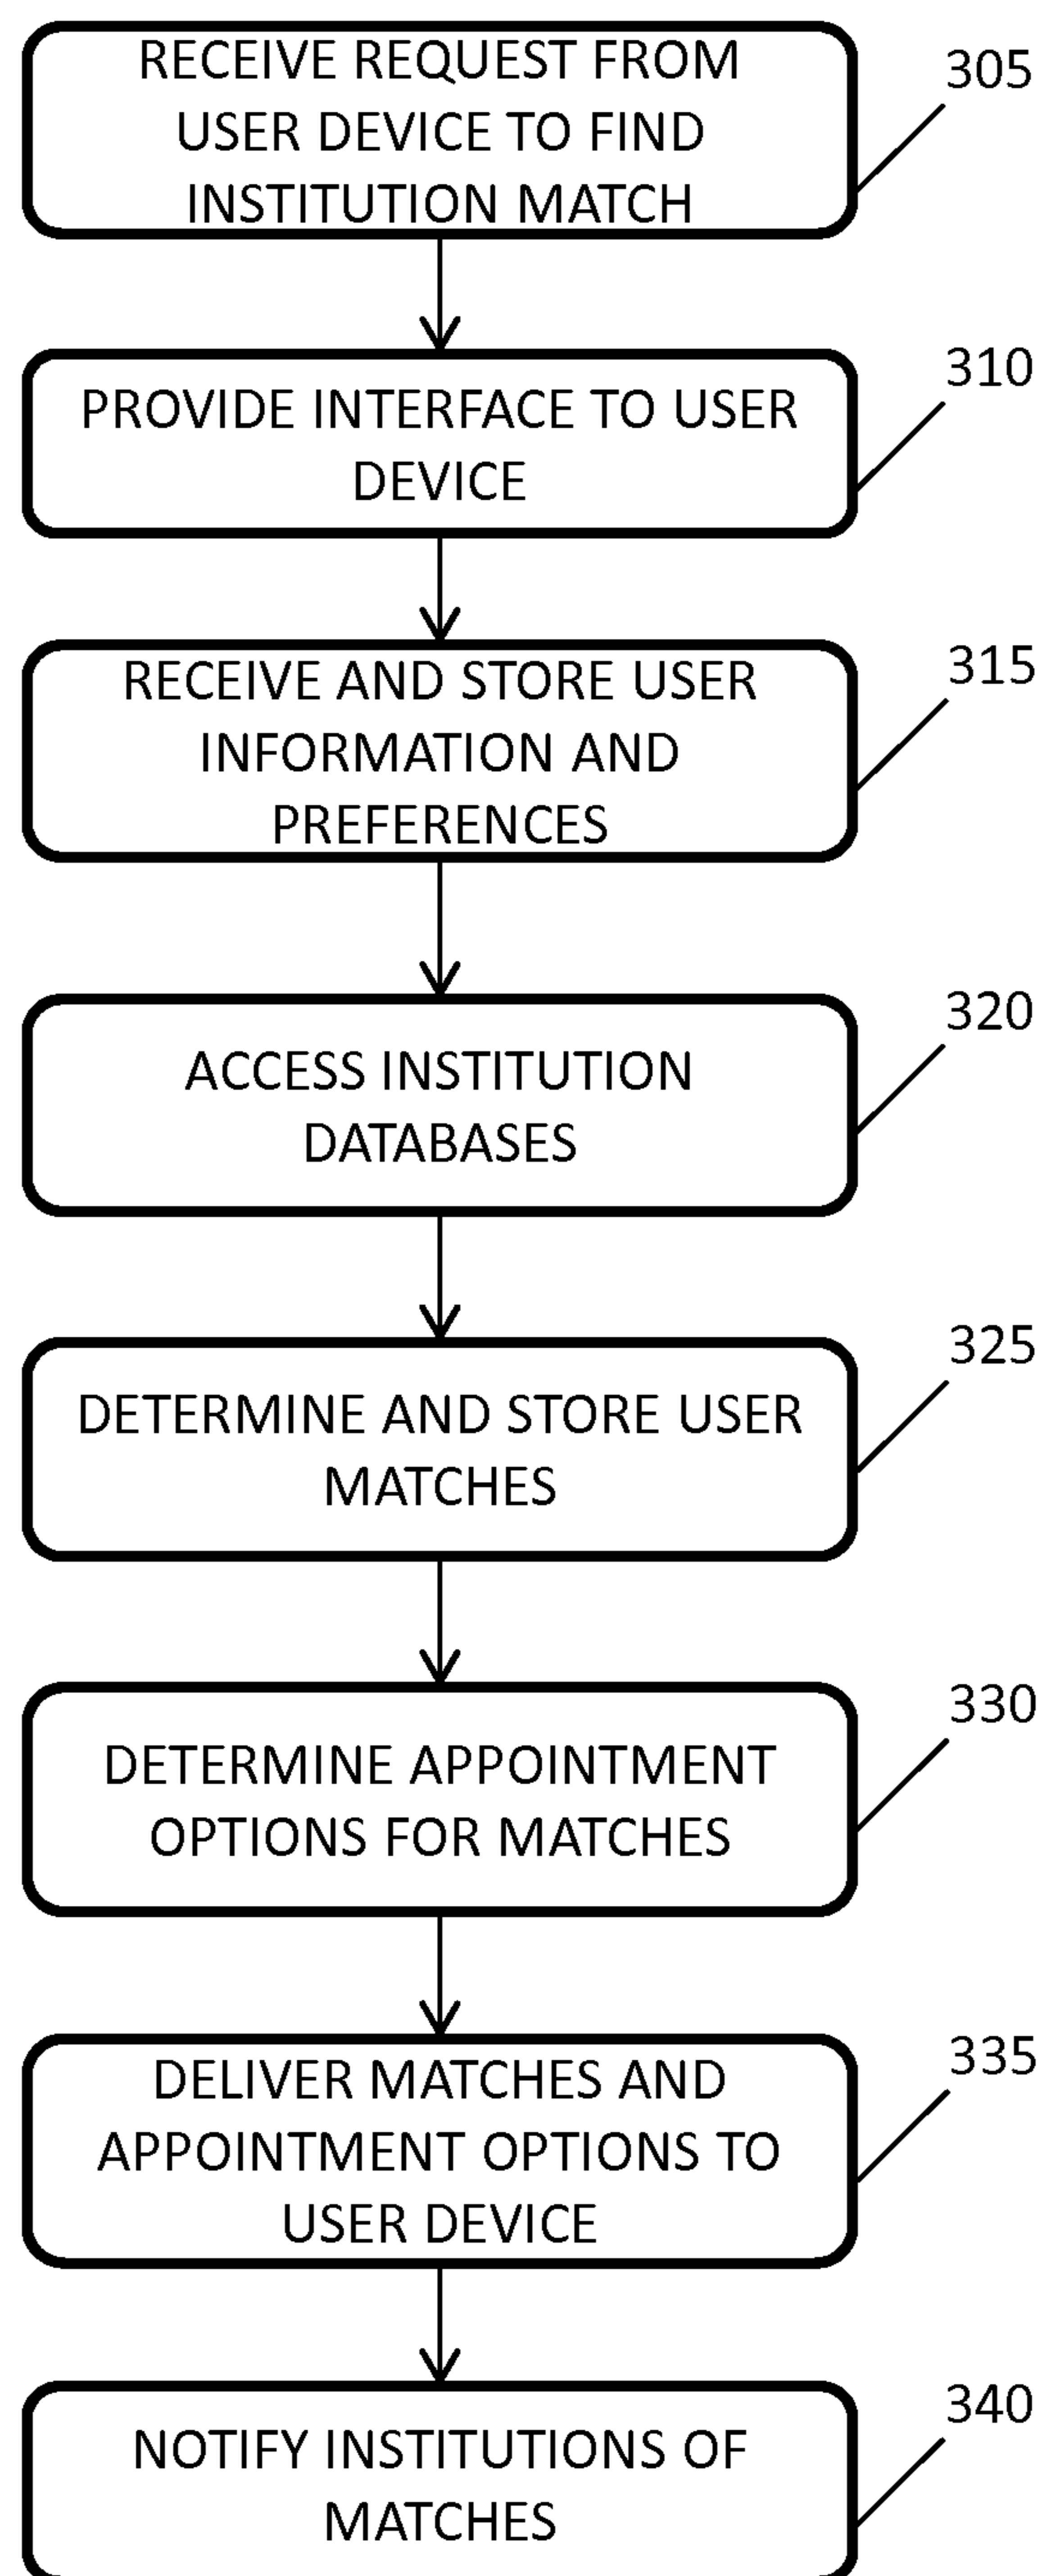 RECEIVE REQUEST FROM
USER DEVICE TO FIND
INSTITUTION MATCH
305
PROVIDE INTERFACE TO USER
DEVICE
310
RECEIVE AND STORE USER
INFORMATION AND
PREFERENCES
315
ACCESS INSTITUTION
DATABASES
320
DETERMINE AND STORE USER
MATCHES
325
DETERMINE APPOINTMENT
OPTIONS FOR MATCHES
330
DELIVER MATCHES AND
APPOINTMENT OPTIONS TO
USER DEVICE
335
NOTIFY INSTITUTIONS OF
MATCHES
340